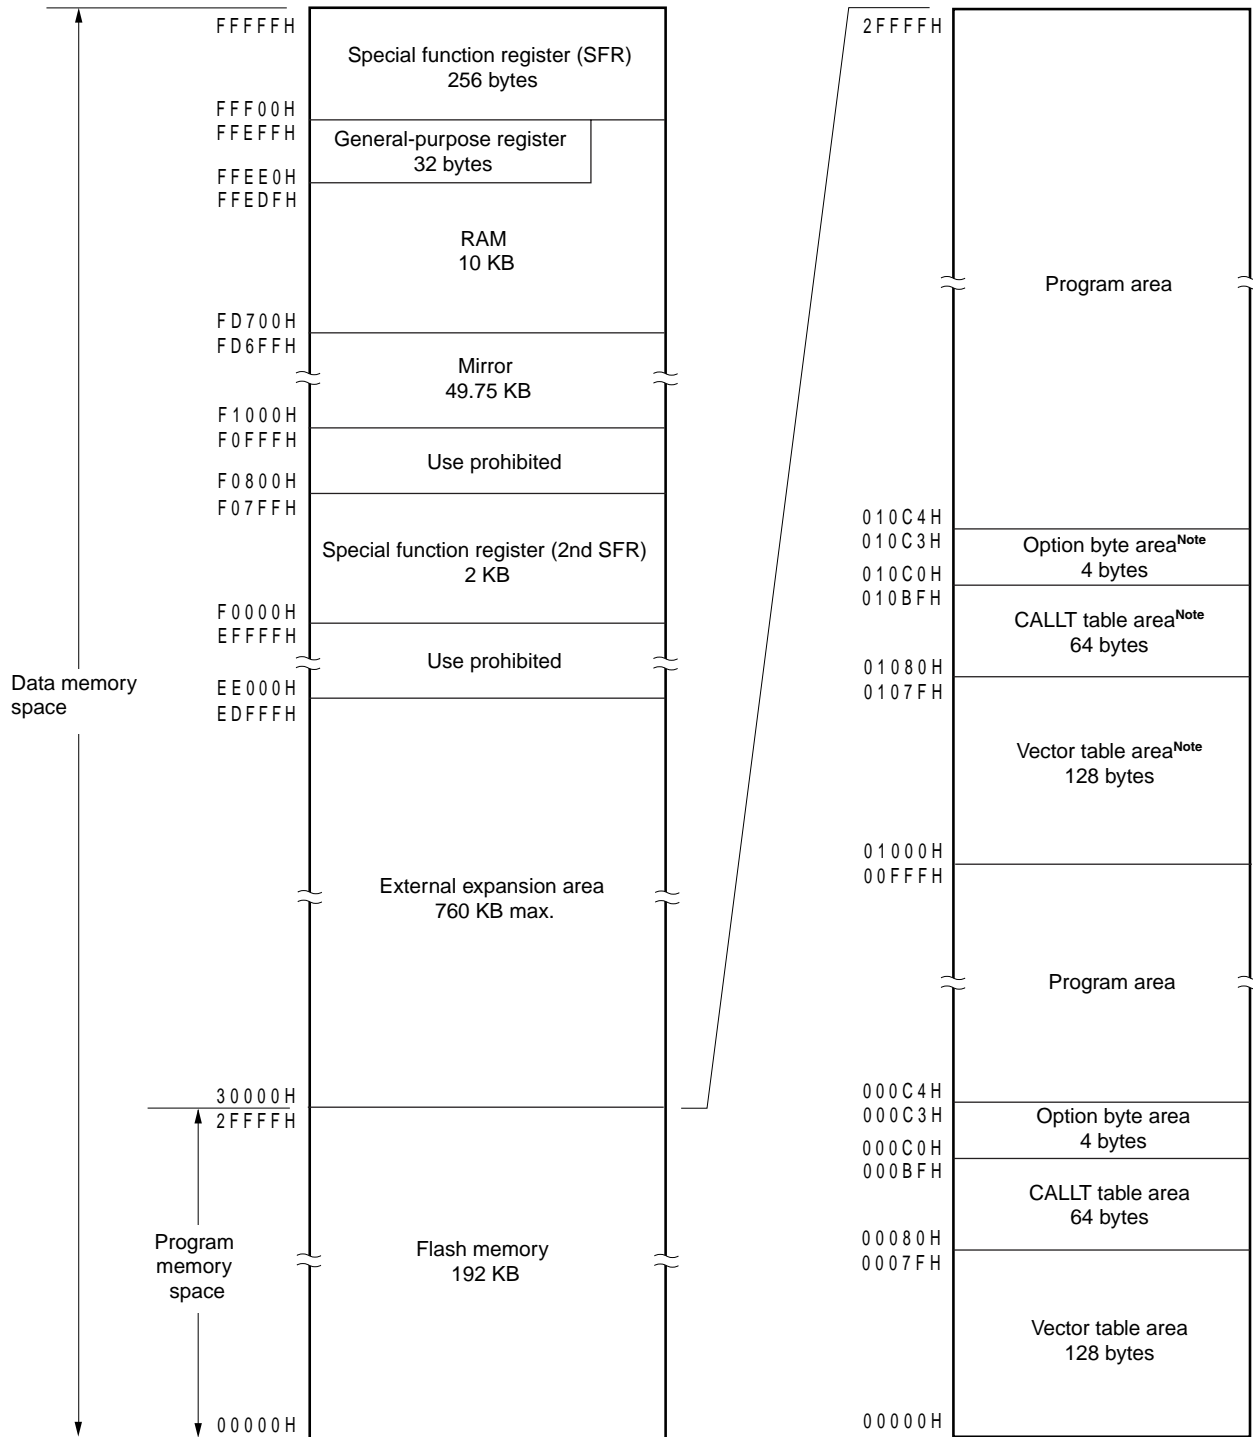 FFFFFH
Special function register (SFR)
256 bytes
FFF00H
FFEFFH
General-purpose register
32 bytes
FFEE0H
FFEDFH
RAM
10 KB
FD700H
FD6FFH
Mirror
49.75 KB
F1000H
F0FFFH
Use prohibited
F0800H
F07FFH
Special function register (2nd SFR)
2 KB
F0000H
EFFFFH
Use prohibited
EE000H
EDFFFH
Data memory
space
External expansion area
760 KB max.
30000H
2FFFFH
Program
memory
space
Flash memory
192 KB
00000H
2FFFFH
Program area
010C4H
010C3H
Option byte areaNote
4 bytes
010C0H
010BFH
CALLT table areaNote
64 bytes
01080H
0107FH
Vector table areaNote
128 bytes
01000H
00FFFH
Program area
000C4H
000C3H
Option byte area
4 bytes
000C0H
000BFH
CALLT table area
64 bytes
00080H
0007FH
Vector table area
128 bytes
00000H